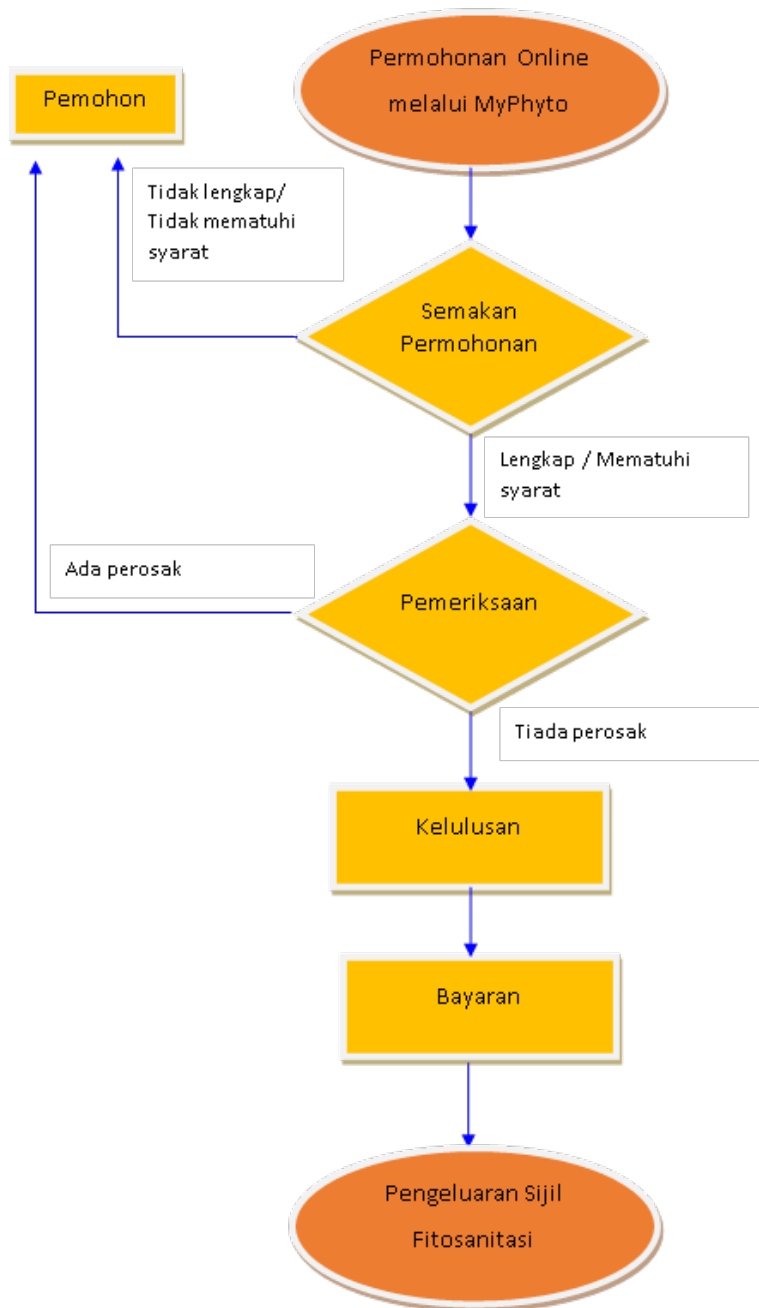 Permohonan Online
melalui MyPhyto
Pemohon
Tidak lengkap/
Tidak mematuhi
syarat
Semakan
Permohonan
Lengkap / Mematuhi
syarat
Ada perosak
Pemeriksaan
Tiada perosak
Kelulusan
Bayaran
Pengeluaran Sijil
Fitosanitasi